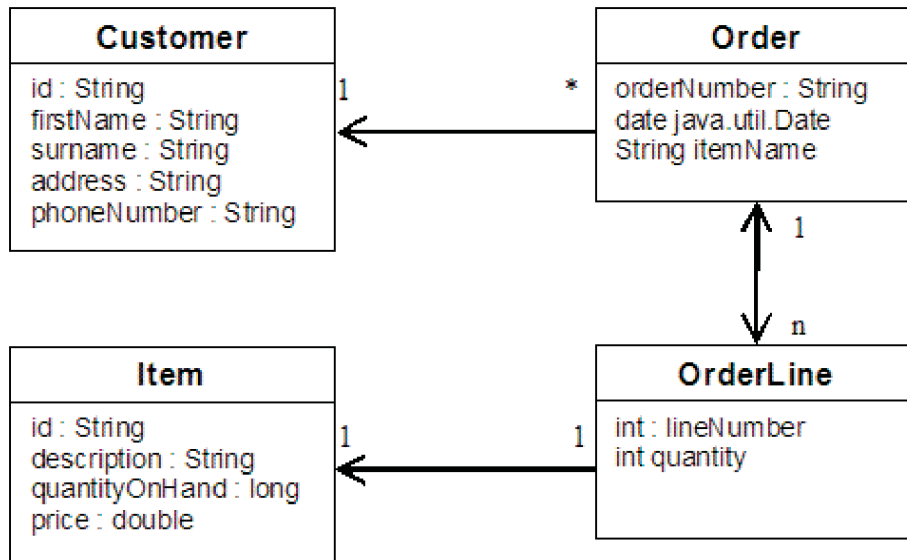 Customer
id : String
firstName : String
surname : String
address : String
phoneNumber : String
1
*
Order
orderNumber : String
date java.util.Date
String itemName
1
n
Item
id : String
description : String
quantityOnHand : long
price : double
1
1
OrderLine
int : lineNumber
int quantity